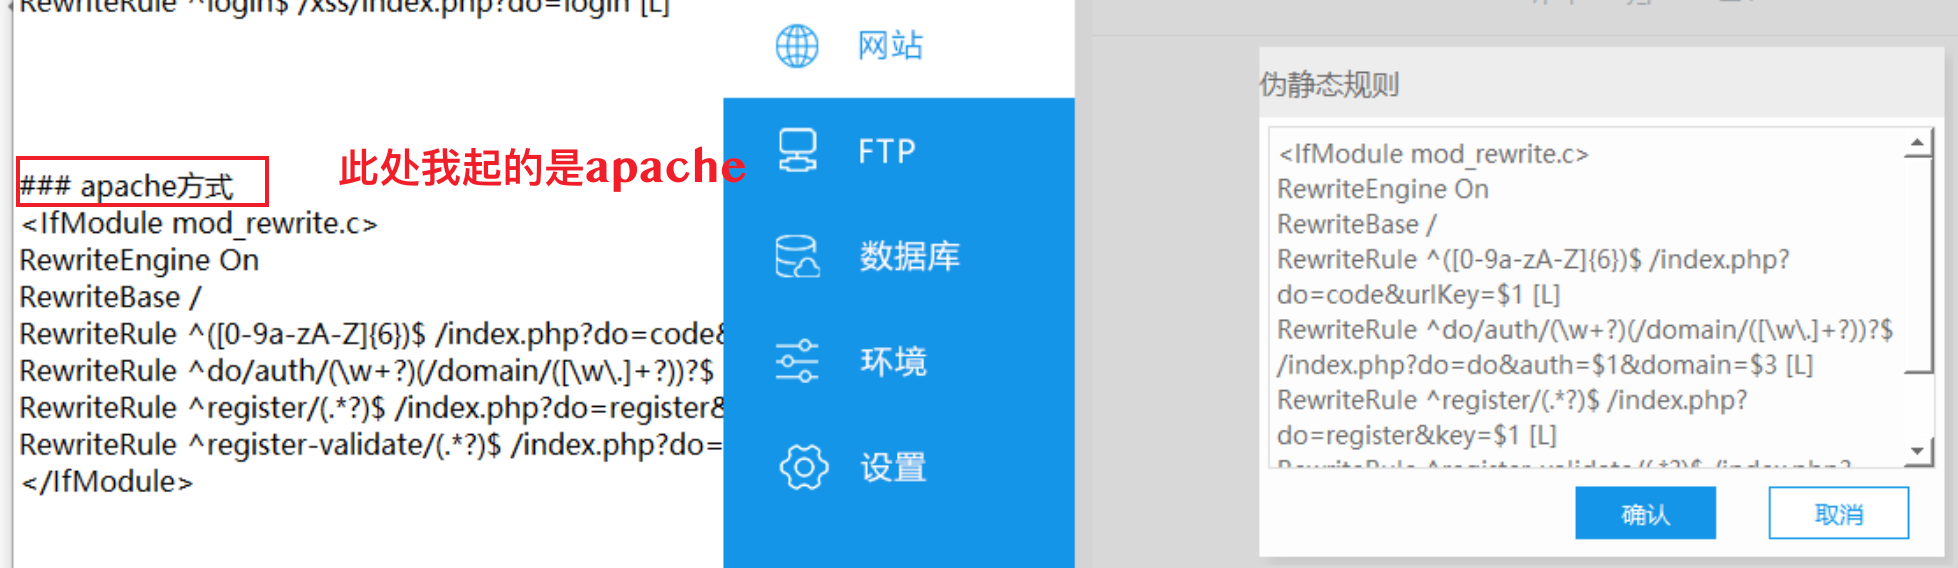 RewriteRule ^login$ /xss/index.php?do=login [L]
### apache方式
此处我起的是apache
<IfModule mod_rewrite.c>
RewriteEngine On
RewriteBase /
RewriteRule ^([0-9a-zA-Z]{6})$ /index.php?do=code&
RewriteRule ^do/auth/(\w+?)(/domain/([\w\.]+?))?$
RewriteRule ^register/(.*?)$ /index.php?do=register&
RewriteRule ^register-validate/(.*?)$ /index.php?do=
</IfModule>
网站
FTP
数据库
环境
设置
伪静态规则
<IfModule mod_rewrite.c>
RewriteEngine On
RewriteBase /
RewriteRule ^([0-9a-zA-Z]{6})$ /index.php?
do=code&urlKey=$1 [L]
RewriteRule ^do/auth/(\w+?)(/domain/([\w\.]+?))?$
/index.php?do=do&auth=$1&domain=$3 [L]
RewriteRule ^register/(.*?)$ /index.php?
do=register&key=$1 [L]
RewriteRule ^register-validate/(.*?)$ /index.php?
确认
取消